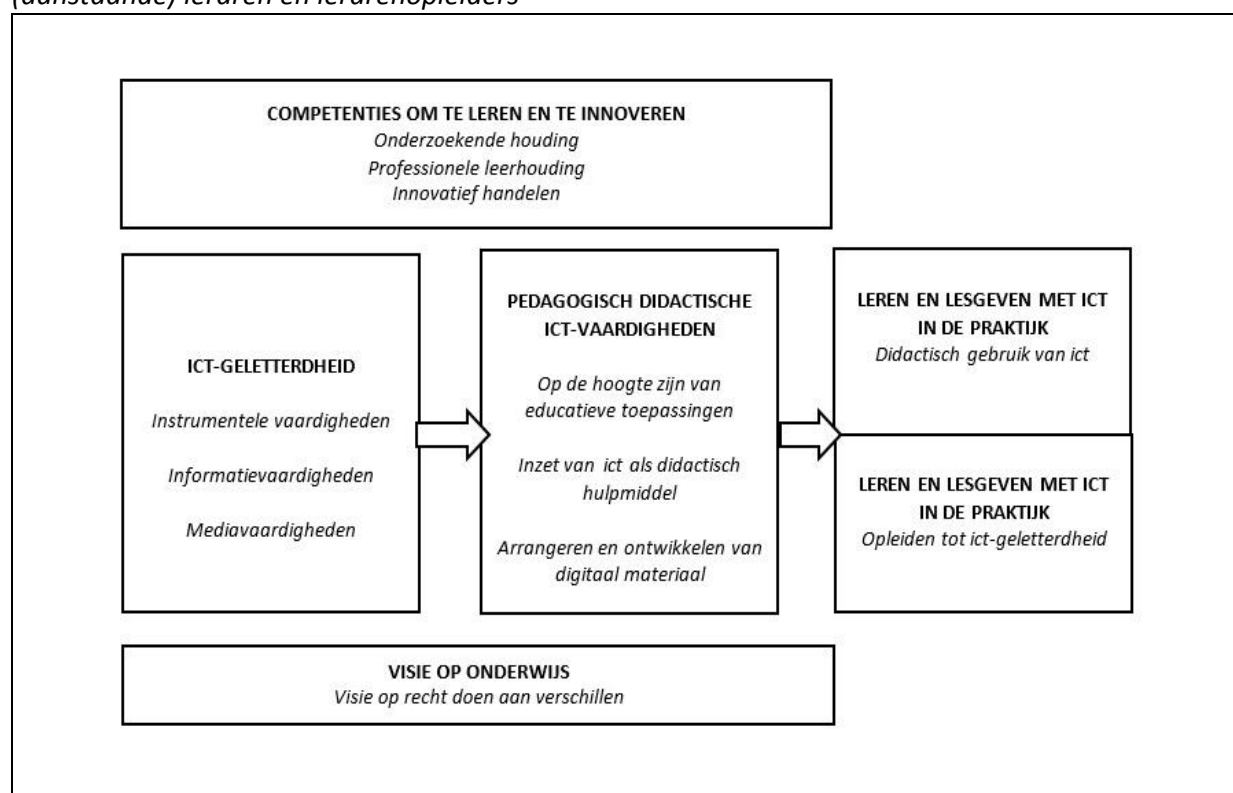 (aanstaande) leraren en lerarenopleiders
COMPETENTIES OM TE LEREN EN TE INNOVEREN
Onderzoekende houding
Professionele leerhouding
Innovatief handelen
ICT-GELETTERDHEID
Instrumentele vaardigheden
Informatievaardigheden
Mediavaardigheden
PEDAGOGISCH DIDACTISCHE
ICT-VAARDIGHEDEN
Op de hoogte zijn van
educatieve toepassingen
Inzet van ict als didactisch
hulpmiddel
Arrangeren en ontwikkelen van
digitaal materiaal
LEREN EN LESGEVEN MET ICT
IN DE PRAKTIJK
Didactisch gebruik van ict
LEREN EN LESGEVEN MET ICT
IN DE PRAKTIJK
Opleiden tot ict-geletterdheid
VISIE OP ONDERWIJS
Visie op recht doen aan verschillen